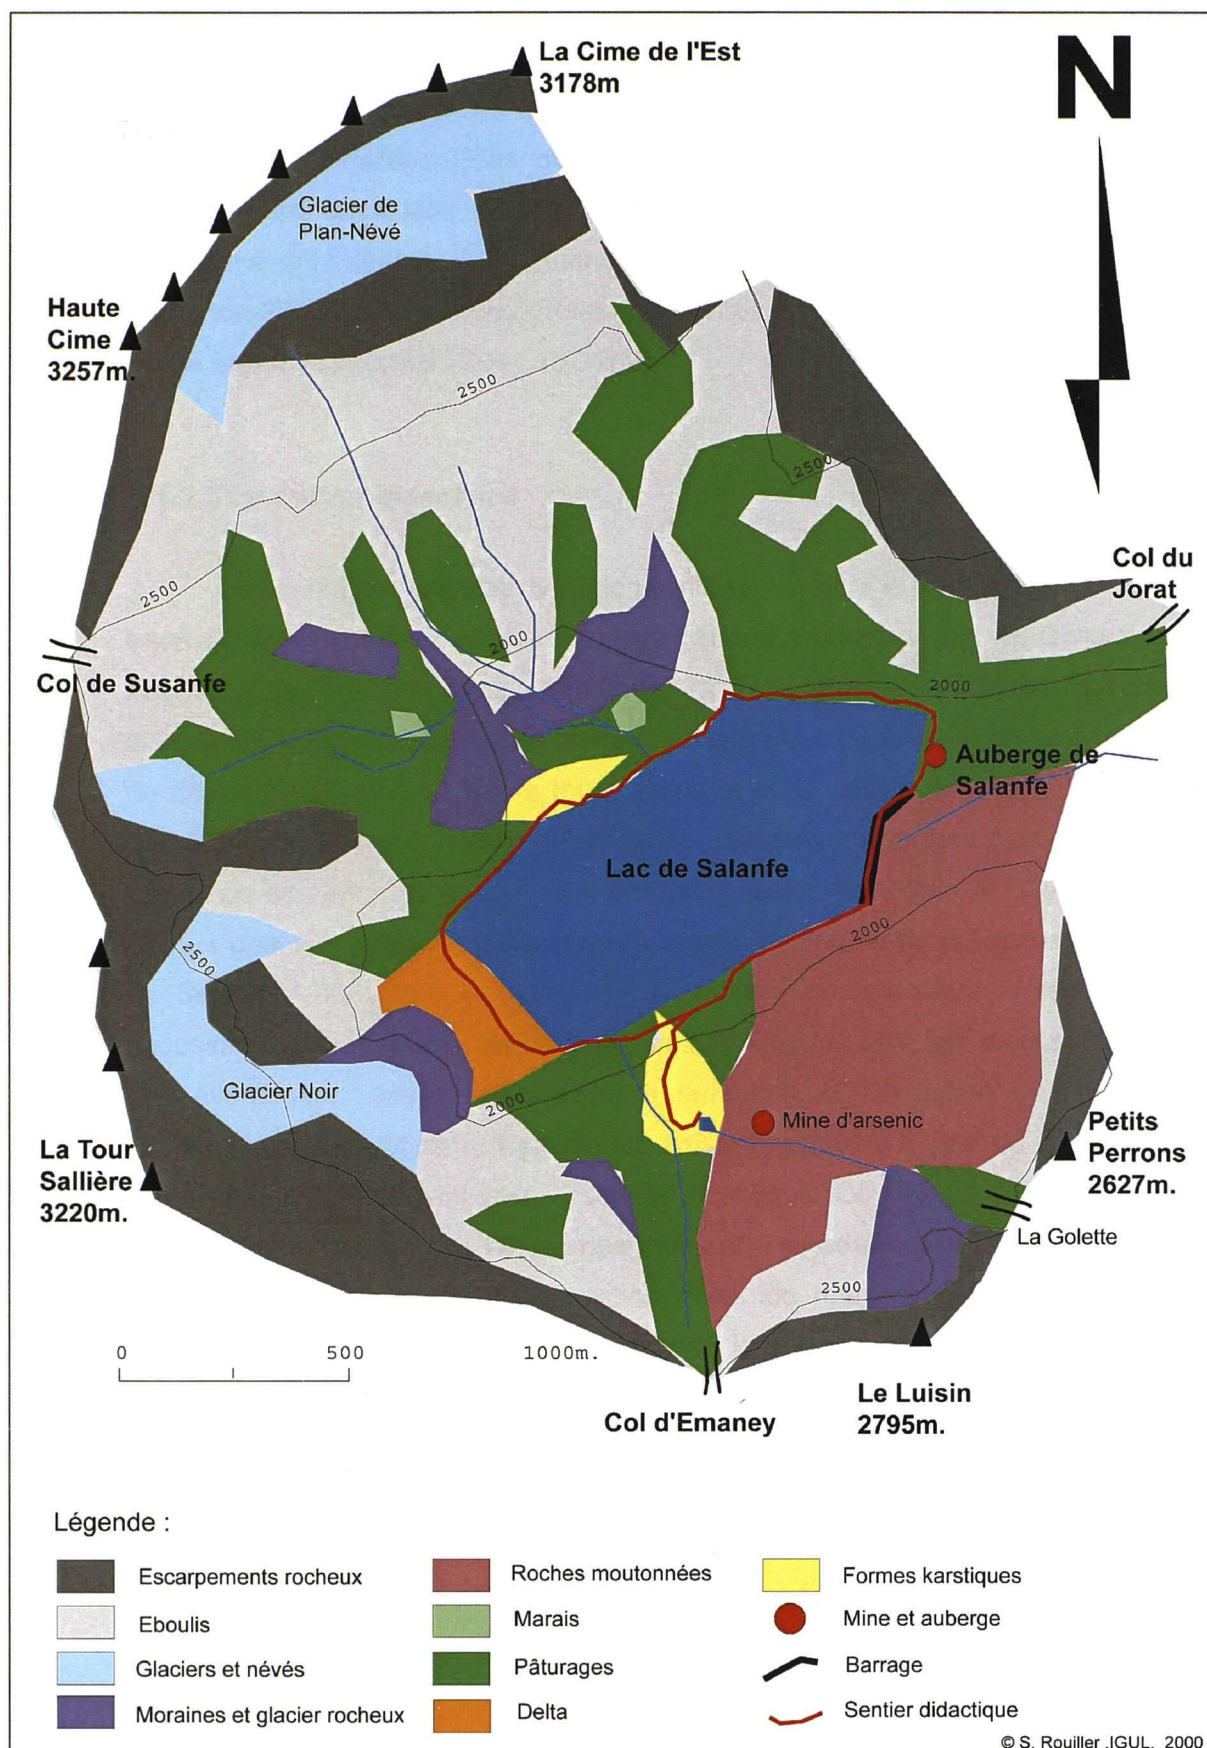 La Cime de l'Est
3178m
N
Glacier de
Plan-Névé
Haute
Cime
3257m.
2500
2500
2500
Col du
Jorat
2000
2000
Col de Susanfe
Auberge de
Salanfe
Lac de Salanfe
2000
2500
Glacier Noir
2000
Mine d'arsenic
La Tour
Sallière
3220m.
Petits
Perrons
2627m.
La Golette
2500
0 500 1000m.
Le Luisin
2795m.
Col d'Emaney
Légende :
Escarpements rocheux
Eboulis
Glaciers et névés
Moraines et glacier rocheux
Roches moutonnées
Marais
Pâturages
Delta
Formes karstiques
Mine et auberge
Barrage
Sentier didactique
© S. Rouiller .IGUL. 2000